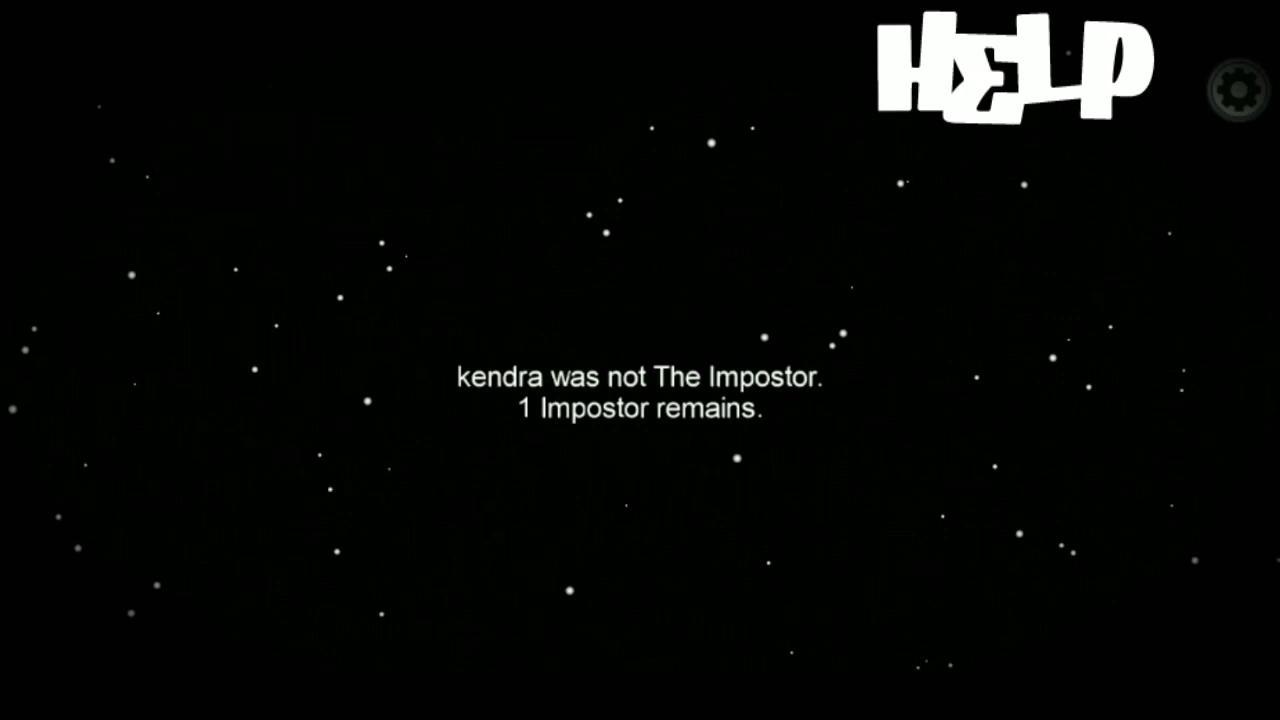 HELP
kendra was not The Impostor.
1 Impostor remains.